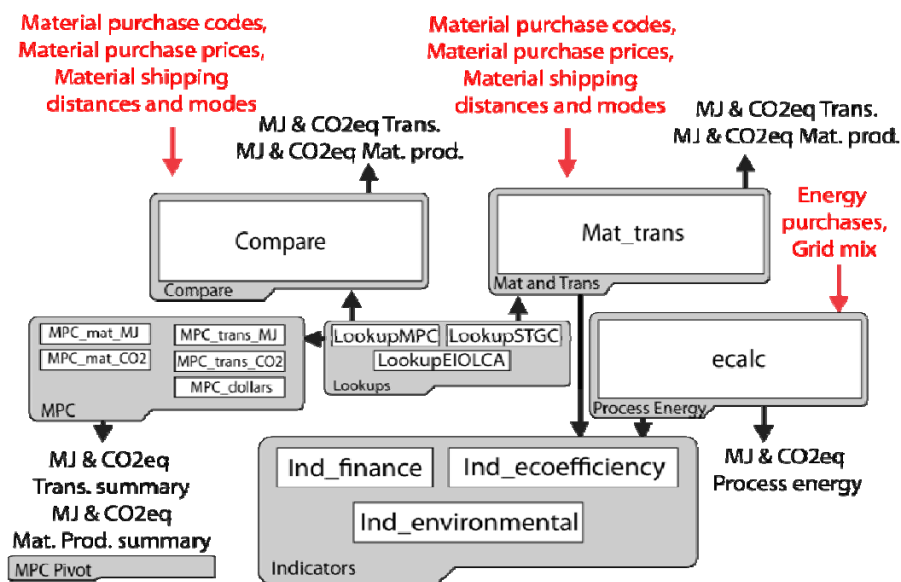 Material purchase codes,
Material purchase prices,
Material shipping
distances and modes
Material purchase codes,
Material purchase prices,
Material shipping
distances and modes
MJ & CO2eq Trans.
MJ & CO2eq Mat. prod.
MJ & CO2eq Trans.
MJ & CO2eq Mat. prod.
Energy
purchases,
Grid mix
Compare
Compare
Mat_trans
Mat and Trans
MPC_mat_MJ
MPC_trans_MJ
MPC_mat_CO2
MPC_trans_CO2
MPC_dollars
MPC
LookupMPC
LookupSTGC
LookupEIOLCA
Lookups
ecalc
Process Energy
MJ & CO2eq
Trans. summary
MJ & CO2eq
Mat. Prod. summary
MPC Pivot
Ind_finance
Ind_ecoefficiency
Ind_environmental
Indicators
MJ & CO2eq
Process energy